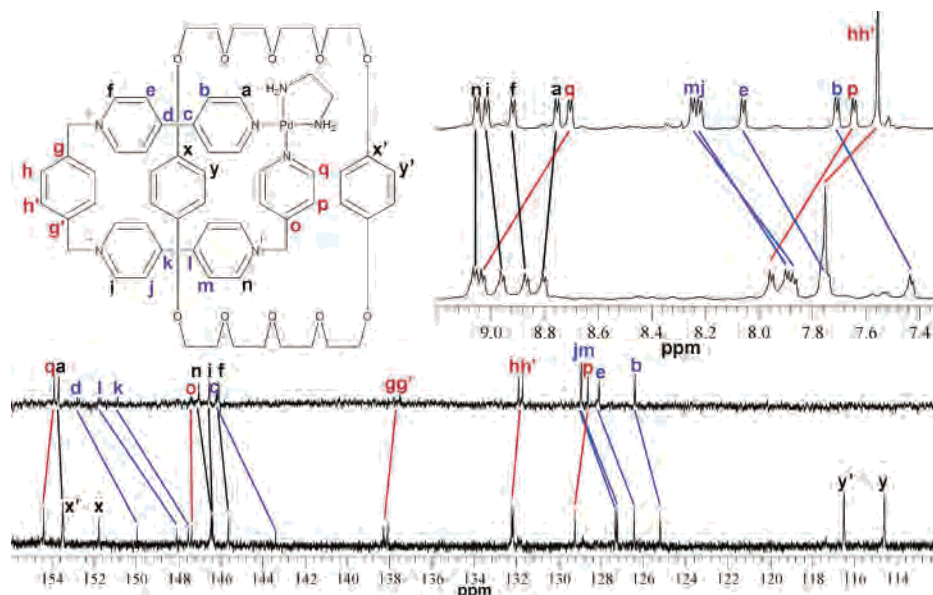 O O O O O
f e b a H₂N
N d c N Pd NH₂
g x N x'
h y q y'
h' p
g' o
N k l N
i j m n
O O O O O
n i f a q m j e b p hh'
9.0 8.8 8.6 8.4 8.2 8.0 7.8 7.6 7.4
ppm
q a d l k o n i c f gg' hh' jm p e b
x' x y' y
154 152 150 148 146 144 142 140 138 136 134 132 130 128 126 124 122 120 118 116 114
ppm